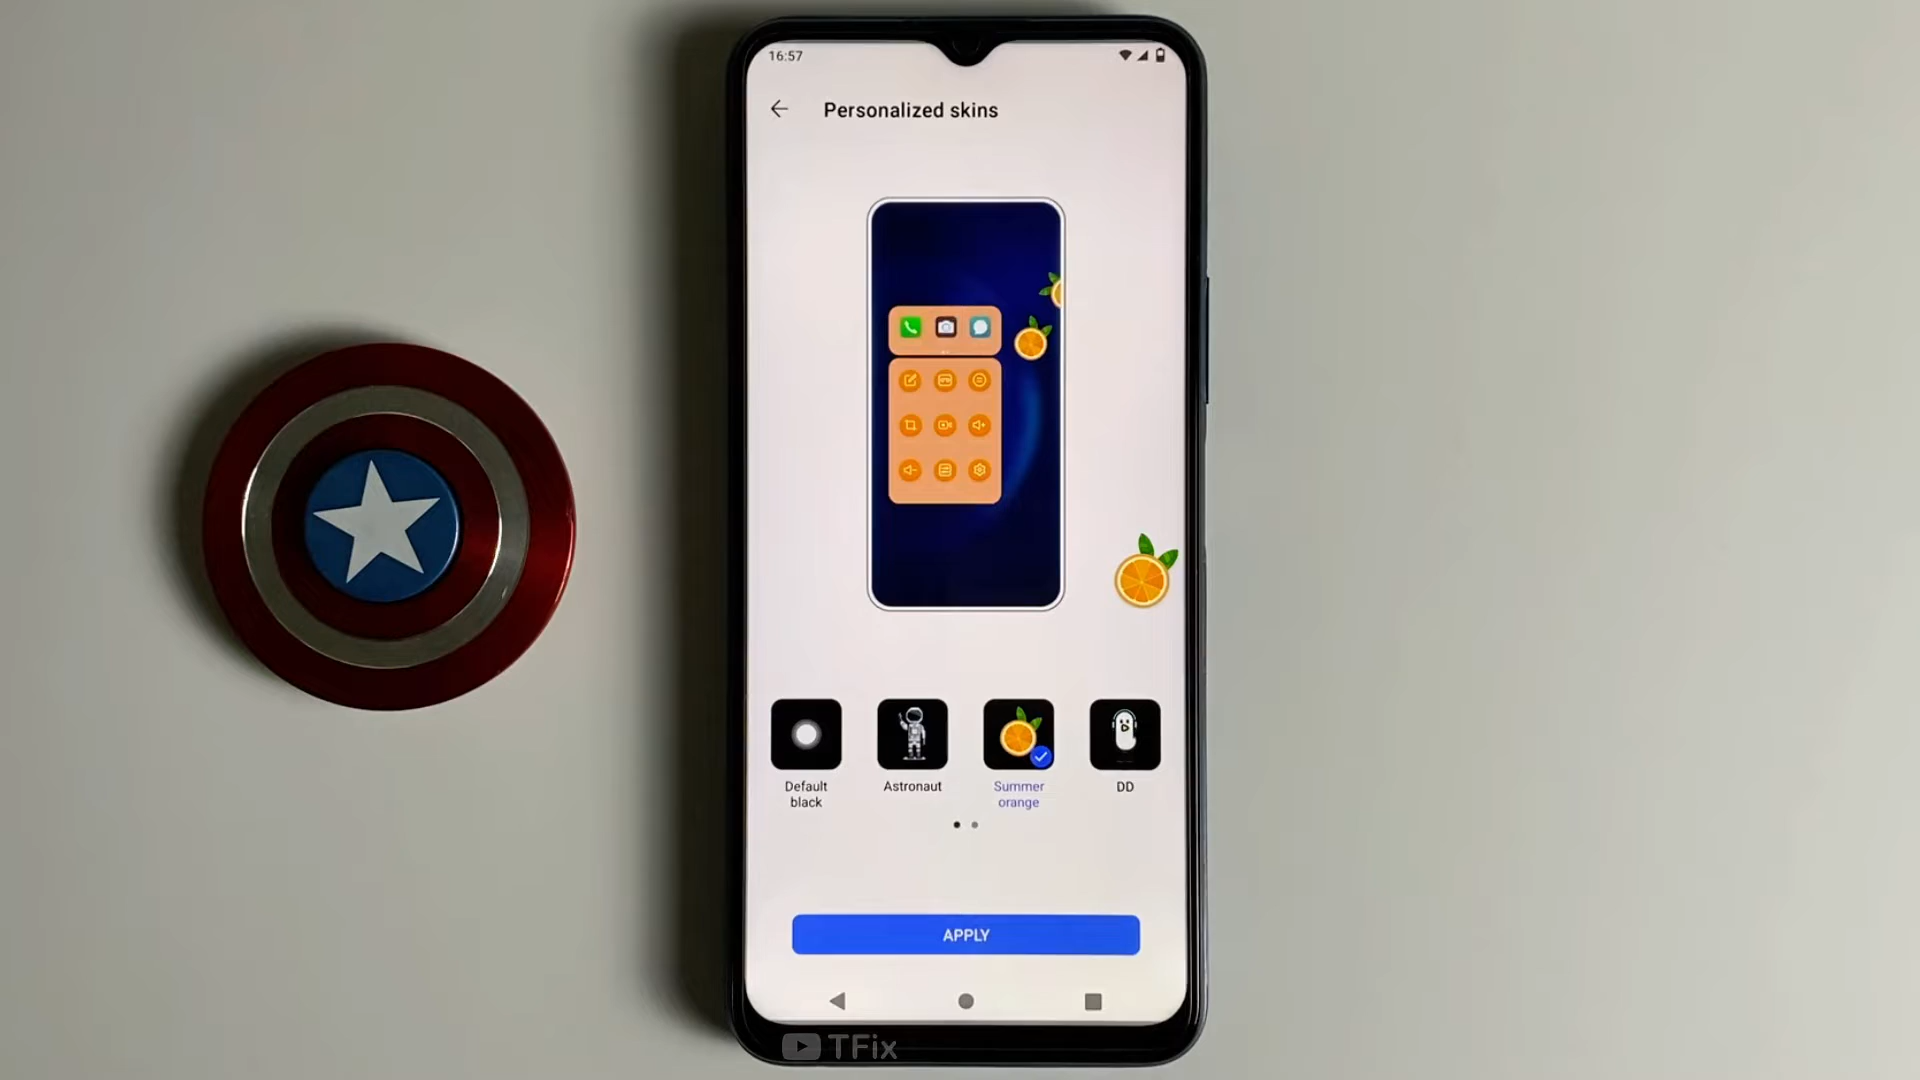 16:57
Personalized skins
Default
black
Astronaut
Summer
orange
DD
APPLY
TFix